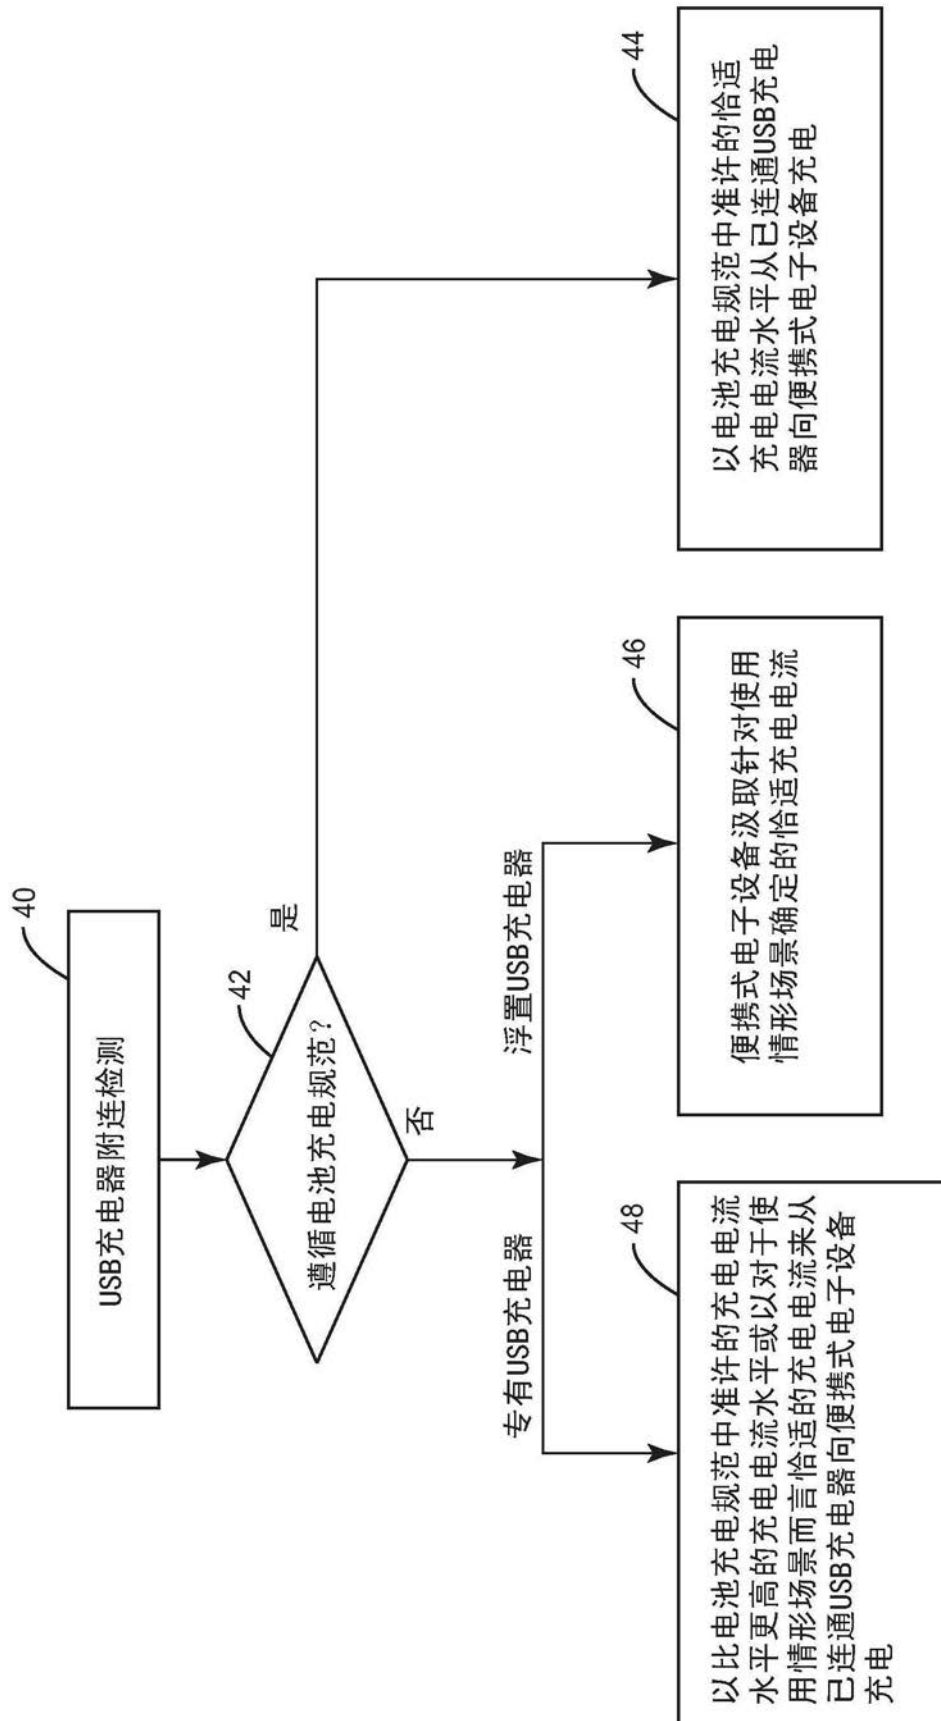 40
USB充电器附连检测
42
遵循电池充电规范?
是
否
专有USB充电器
浮置USB充电器
48
以比电池充电规范中准许的充电电流
水平更高的充电电流水平或以对于使
用情形场景而言恰适的充电电流来从
已连通USB充电器向便携式电子设备
充电
46
便携式电子设备汲取针对使用
情形场景确定的恰适充电电流
44
以电池充电规范中准许的恰适
充电电流水平从已连通USB充电
器向便携式电子设备充电